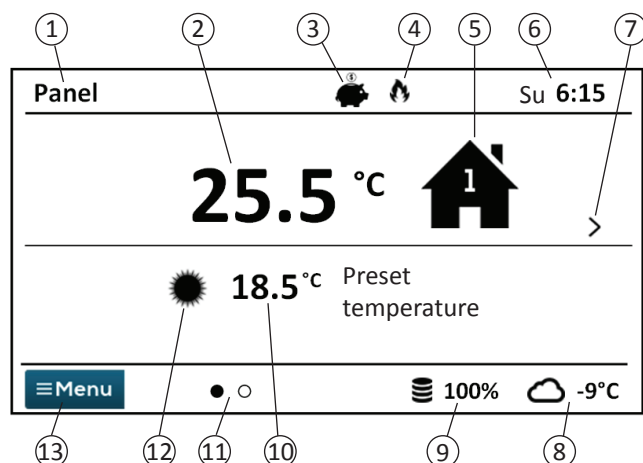 1 2 3 4 5 6 7
Panel Su 6:15
25.5 °C 1
18.5 °C Preset
temperature
≡Menu 100% -9°C
13 12 11 10 9 8